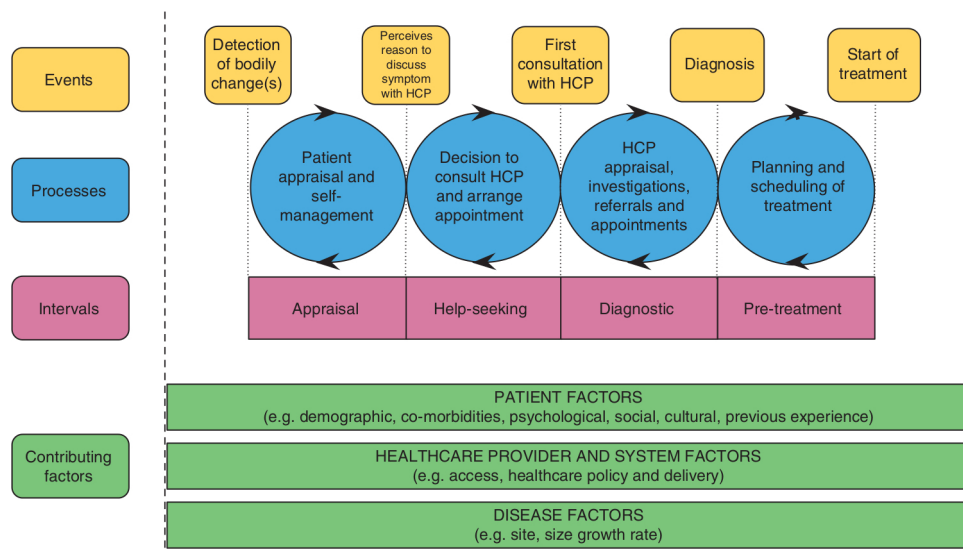 Events
Detection
of bodily
change(s)
Perceives
reason to
discuss
symptom
with HCP
First
consultation
with HCP
Diagnosis
Start of
treatment
Processes
Patient
appraisal and
self-
management
Decision to
consult HCP
and arrange
appointment
HCP
appraisal,
investigations,
referrals and
appointments
Planning and
scheduling of
treatment
Intervals
Appraisal
Help-seeking
Diagnostic
Pre-treatment
Contributing
factors
PATIENT FACTORS
(e.g. demographic, co-morbidities, psychological, social, cultural, previous experience)
HEALTHCARE PROVIDER AND SYSTEM FACTORS
(e.g. access, healthcare policy and delivery)
DISEASE FACTORS
(e.g. site, size growth rate)